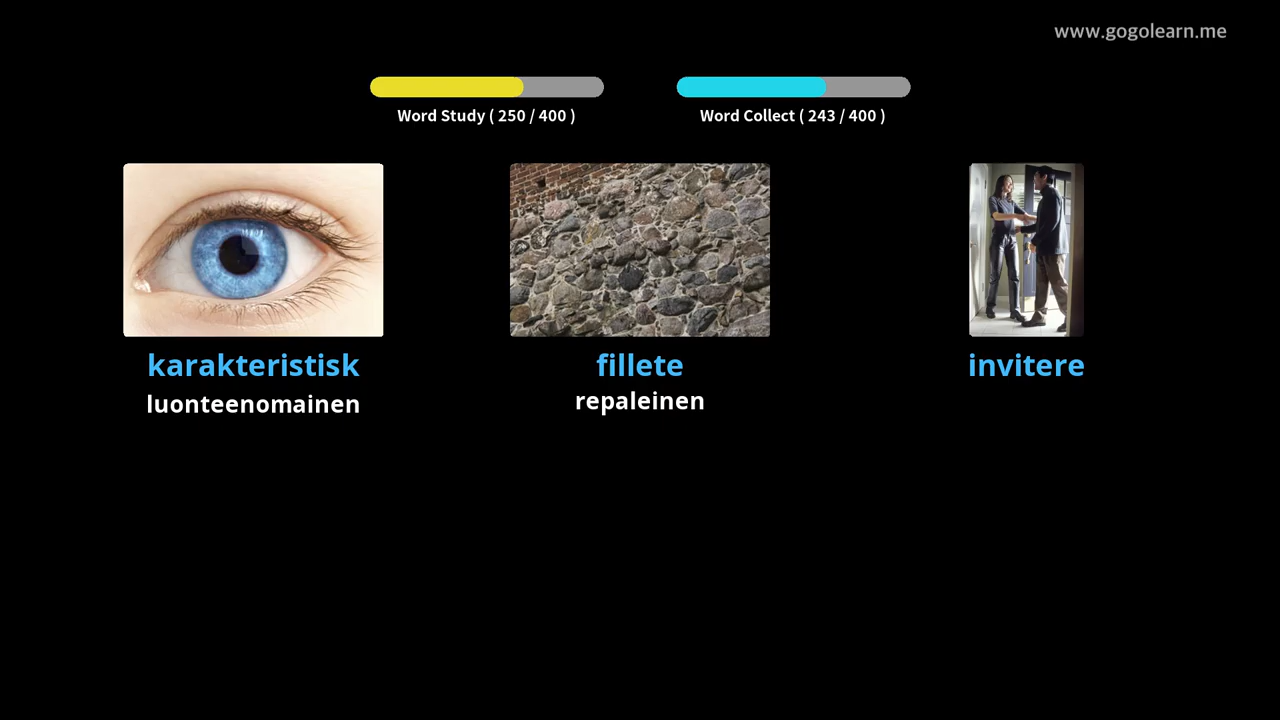 www.gogolearn.me
Word Study ( 250 / 400 )
Word Collect ( 243 / 400 )
karakteristisk
luonteenomainen
fillete
repaleinen
invitere